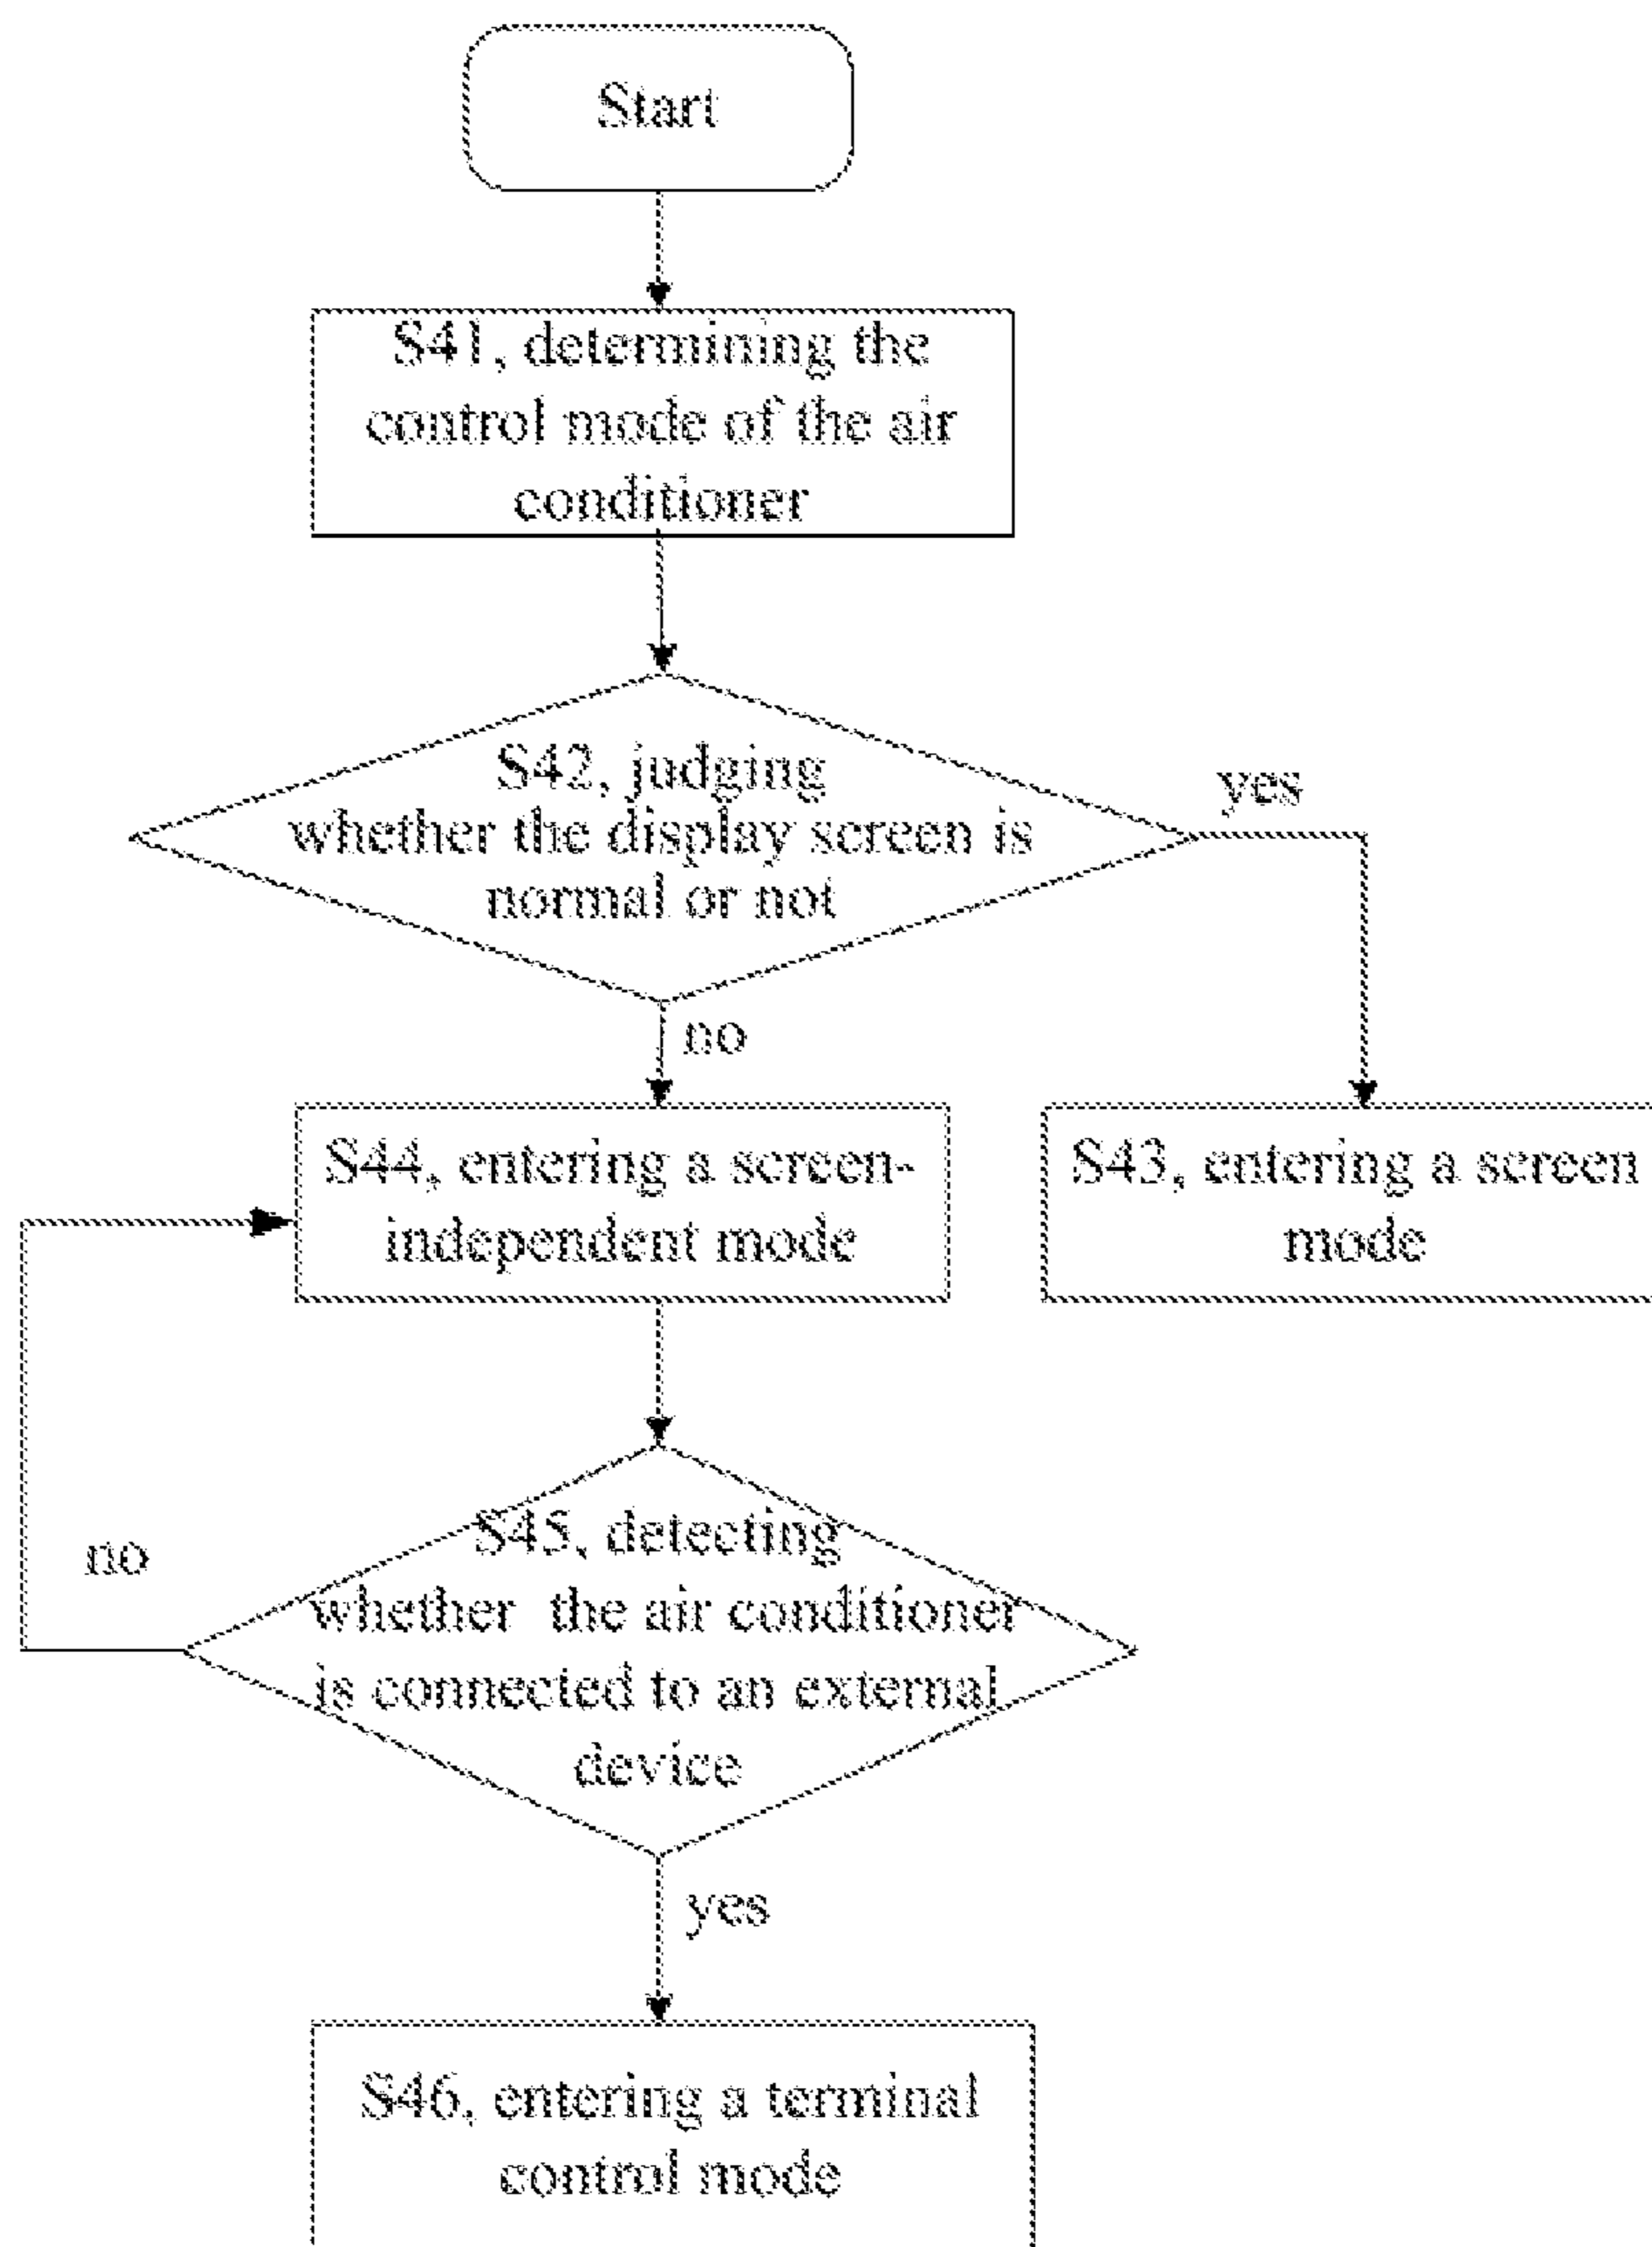 Start
S41, determining the
control mode of the air
conditioner
S42, judging
whether the display screen is
normal or not
yes
no
S44, entering a screen-
independent mode
S43, entering a screen
mode
S45, detecting
whether the air conditioner
is connected to an external
device
no
yes
S46, entering a terminal
control mode